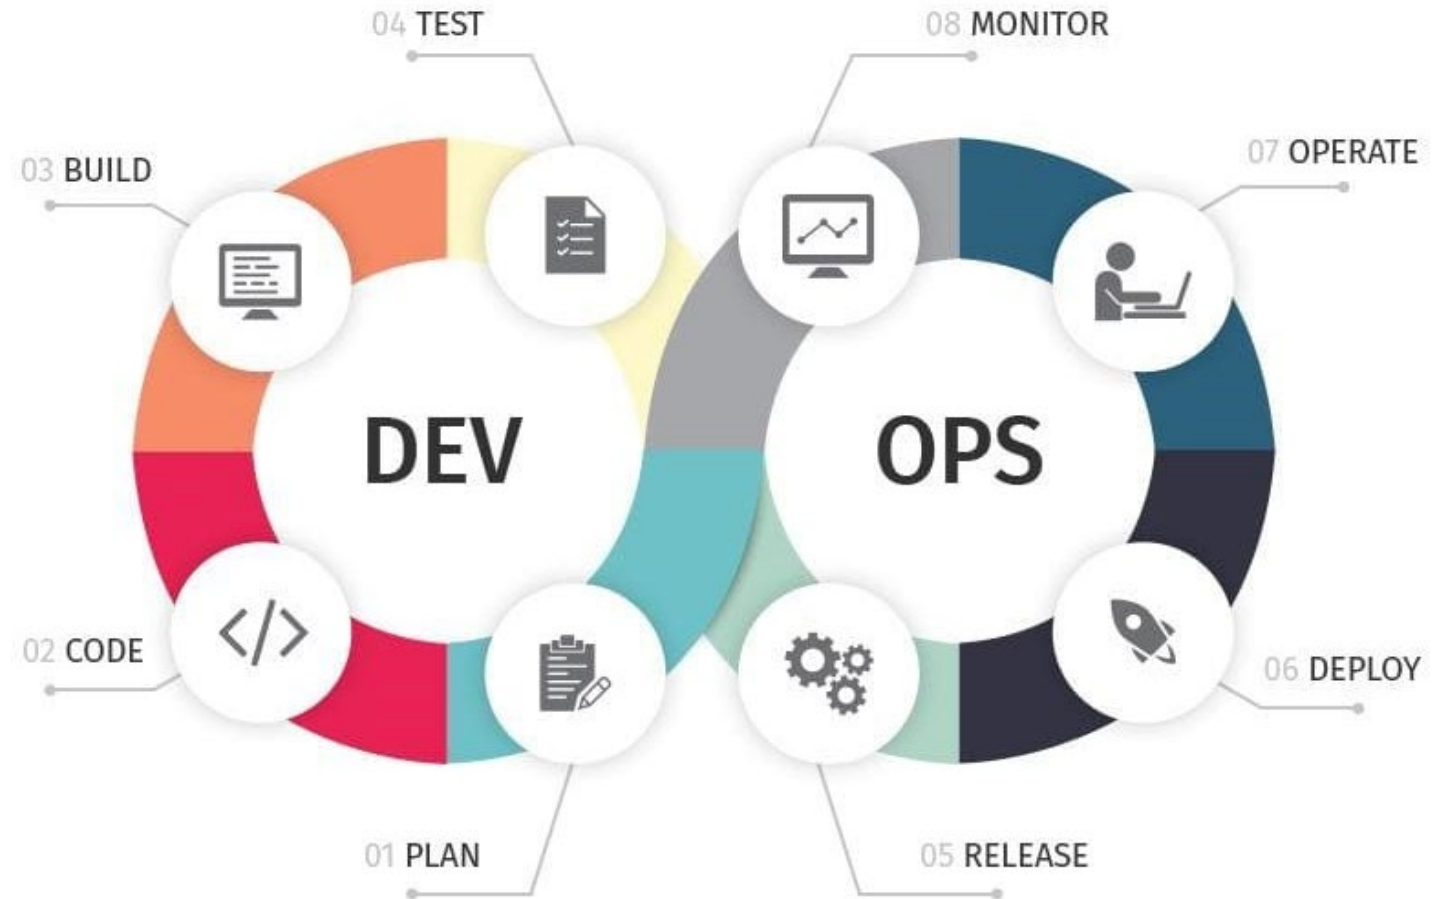 04 TEST
08 MONITOR
03 BUILD
07 OPERATE
DEV
OPS
02 CODE
06 DEPLOY
01 PLAN
05 RELEASE